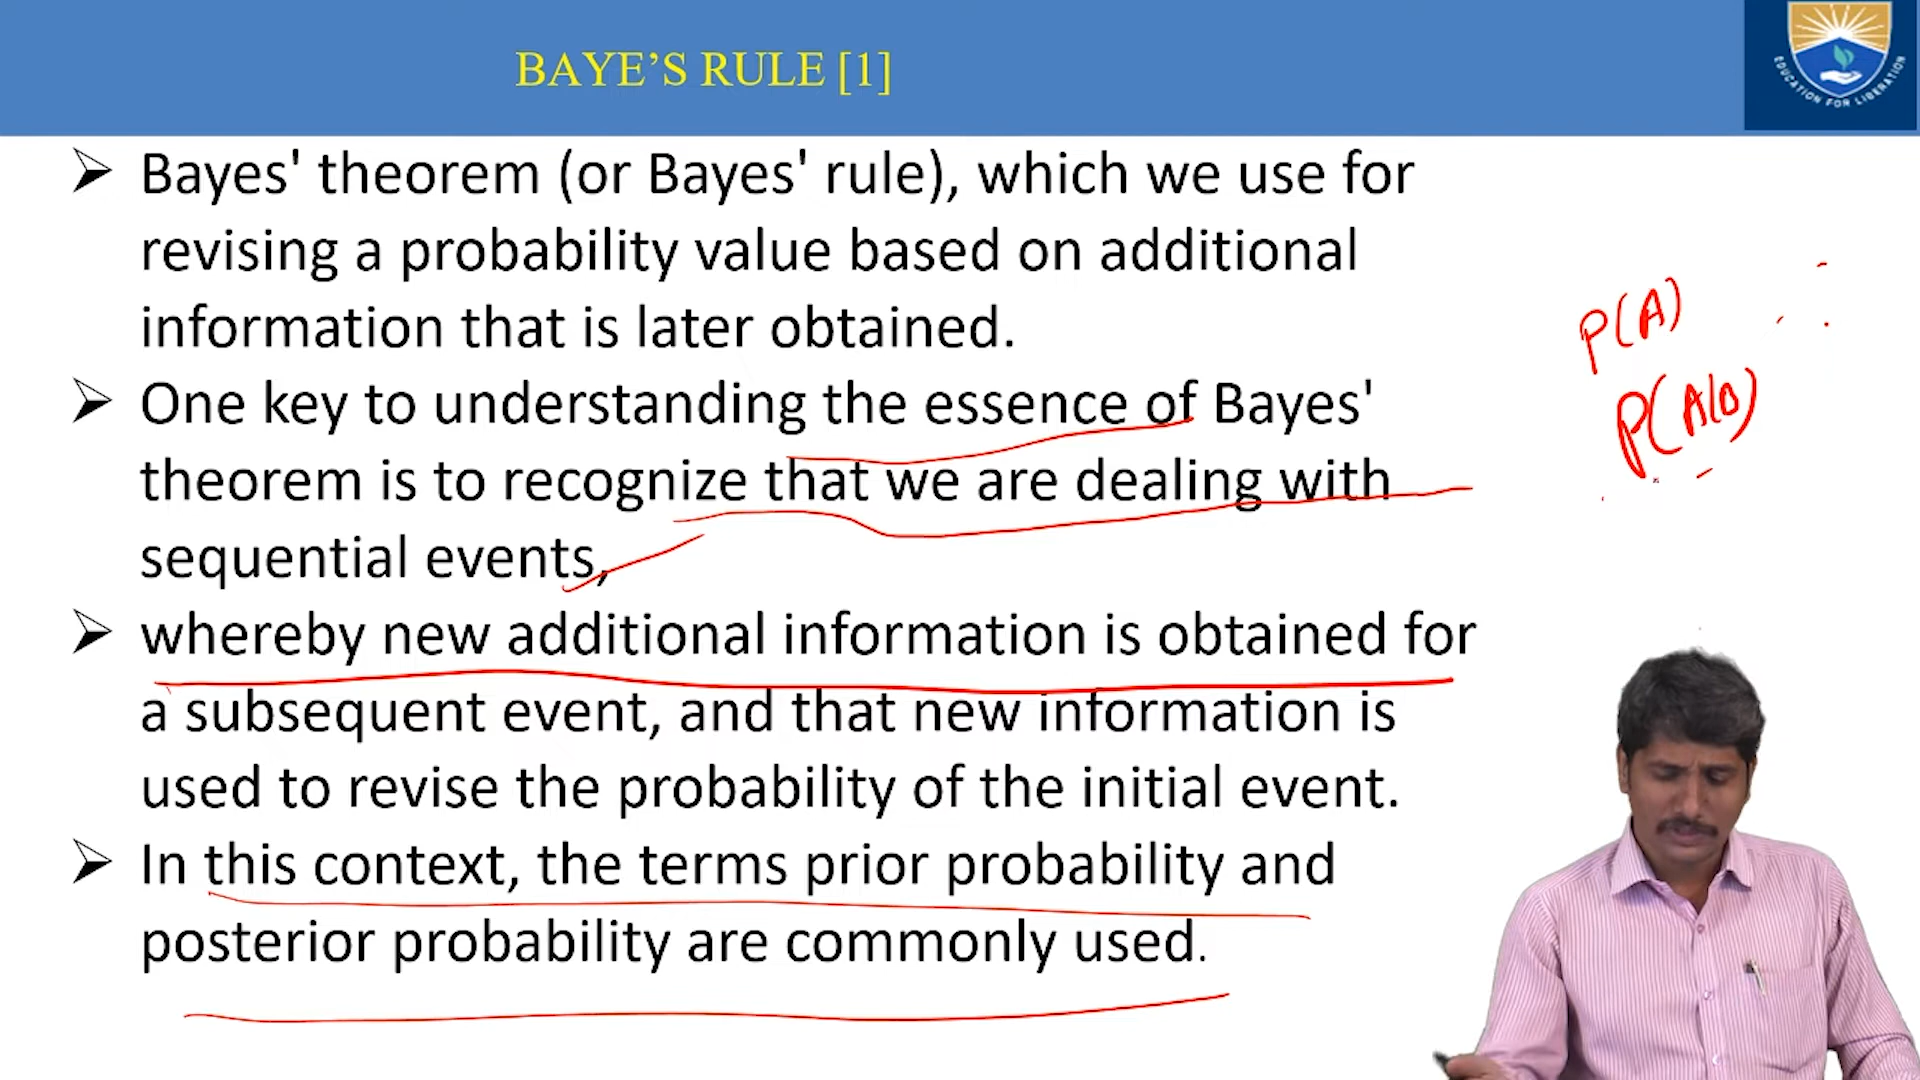 BAYE’S RULE [1]
EDUCATION FOR LIBERATION
➢ Bayes' theorem (or Bayes' rule), which we use for
revising a probability value based on additional
information that is later obtained.
P(A)
➢ One key to understanding the essence of Bayes'
P(A|B)
theorem is to recognize that we are dealing with
sequential events,
➢ whereby new additional information is obtained for
a subsequent event, and that new information is
used to revise the probability of the initial event.
➢ In this context, the terms prior probability and
posterior probability are commonly used.